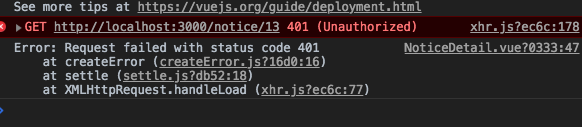 See more tips at https://vuejs.org/guide/deployment.html
GET http://localhost:3000/notice/13 401 (Unauthorized) xhr.js?ec6c:178
Error: Request failed with status code 401 NoticeDetail.vue?0333:47
at createError (createError.js?16d0:16)
at settle (settle.js?db52:18)
at XMLHttpRequest.handleLoad (xhr.js?ec6c:77)